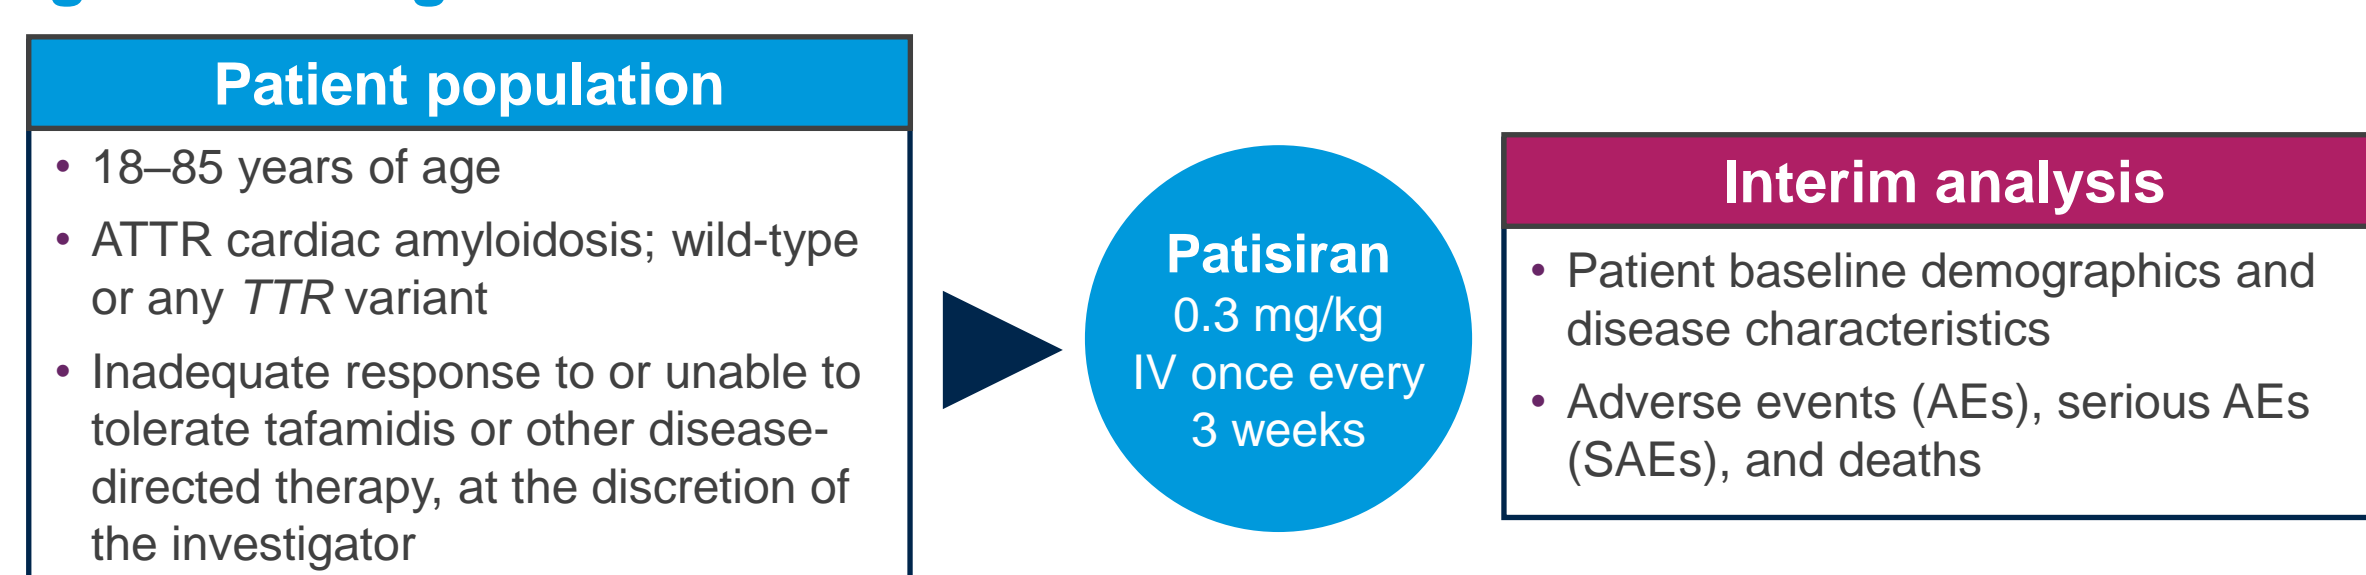 Patient population
• 18–85 years of age
• ATTR cardiac amyloidosis; wild-type
or any TTR variant
• Inadequate response to or unable to
tolerate tafamidis or other disease-
directed therapy, at the discretion of
the investigator
Patisiran
0.3 mg/kg
IV once every
3 weeks
Interim analysis
• Patient baseline demographics and
disease characteristics
• Adverse events (AEs), serious AEs
(SAEs), and deaths